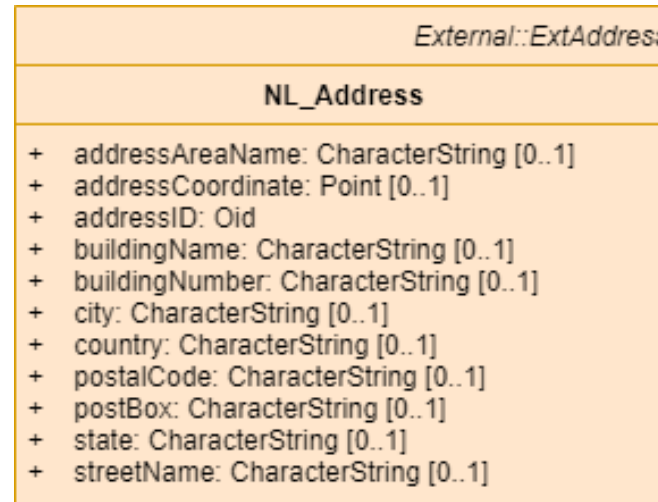 External::ExtAddress
NL_Address
+ addressAreaName: CharacterString [0..1]
+ addressCoordinate: Point [0..1]
+ addressID: Oid
+ buildingName: CharacterString [0..1]
+ buildingNumber: CharacterString [0..1]
+ city: CharacterString [0..1]
+ country: CharacterString [0..1]
+ postalCode: CharacterString [0..1]
+ postBox: CharacterString [0..1]
+ state: CharacterString [0..1]
+ streetName: CharacterString [0..1]